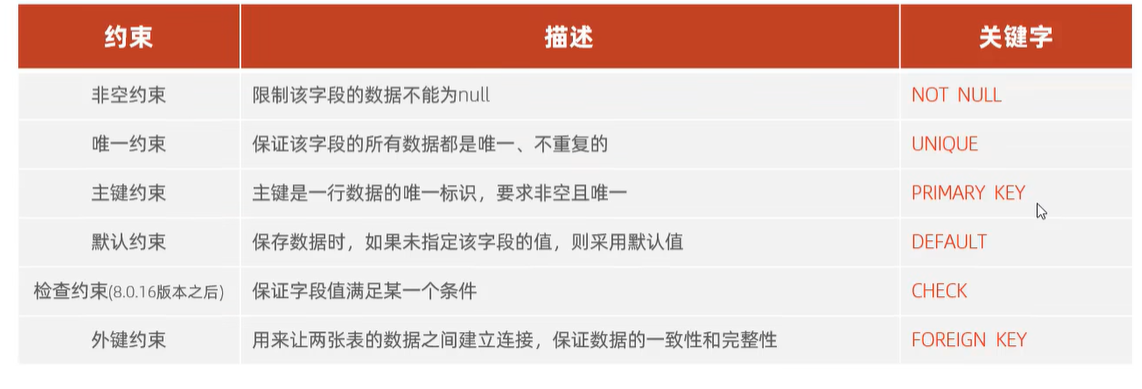 约束 描述 关键字
非空约束 限制该字段的数据不能为null NOT NULL
唯一约束 保证该字段的所有数据都是唯一、不重复的 UNIQUE
主键约束 主键是一行数据的唯一标识，要求非空且唯一 PRIMARY KEY
默认约束 保存数据时，如果未指定该字段的值，则采用默认值 DEFAULT
检查约束(8.0.16版本之后) 保证字段值满足某一个条件 CHECK
外键约束 用来让两张表的数据之间建立连接，保证数据的一致性和完整性 FOREIGN KEY